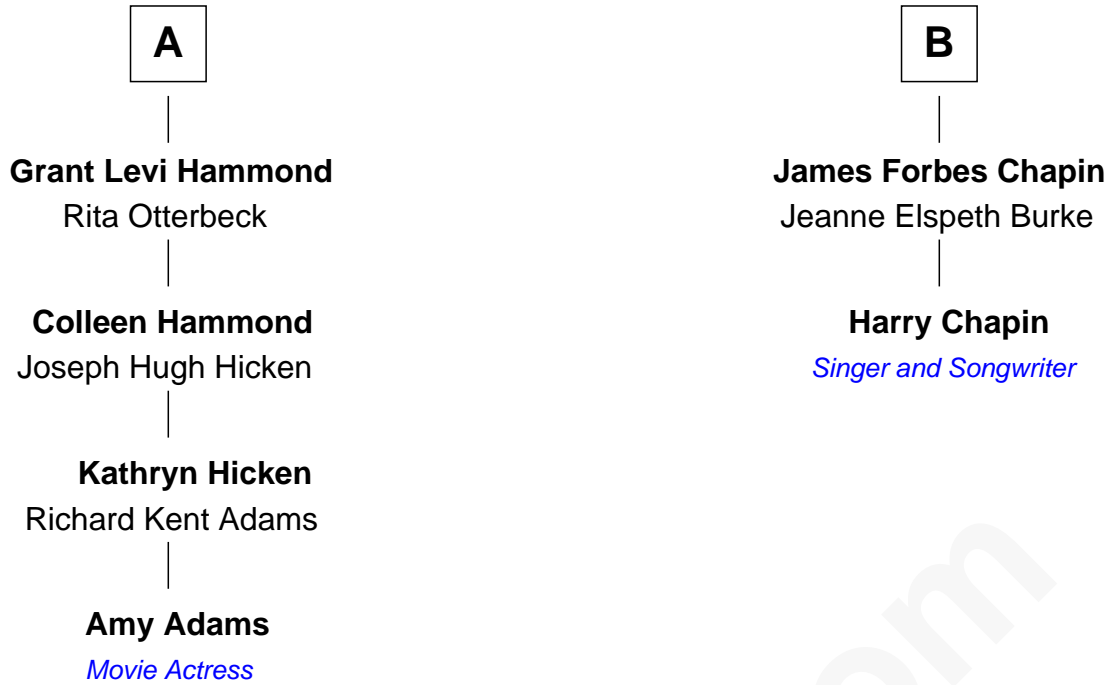 A
Grant Levi Hammond
Rita Otterbeck
Colleen Hammond
Joseph Hugh Hicken
Kathryn Hicken
Richard Kent Adams
Amy Adams
Movie Actress
B
James Forbes Chapin
Jeanne Elspeth Burke
Harry Chapin
Singer and Songwriter
om